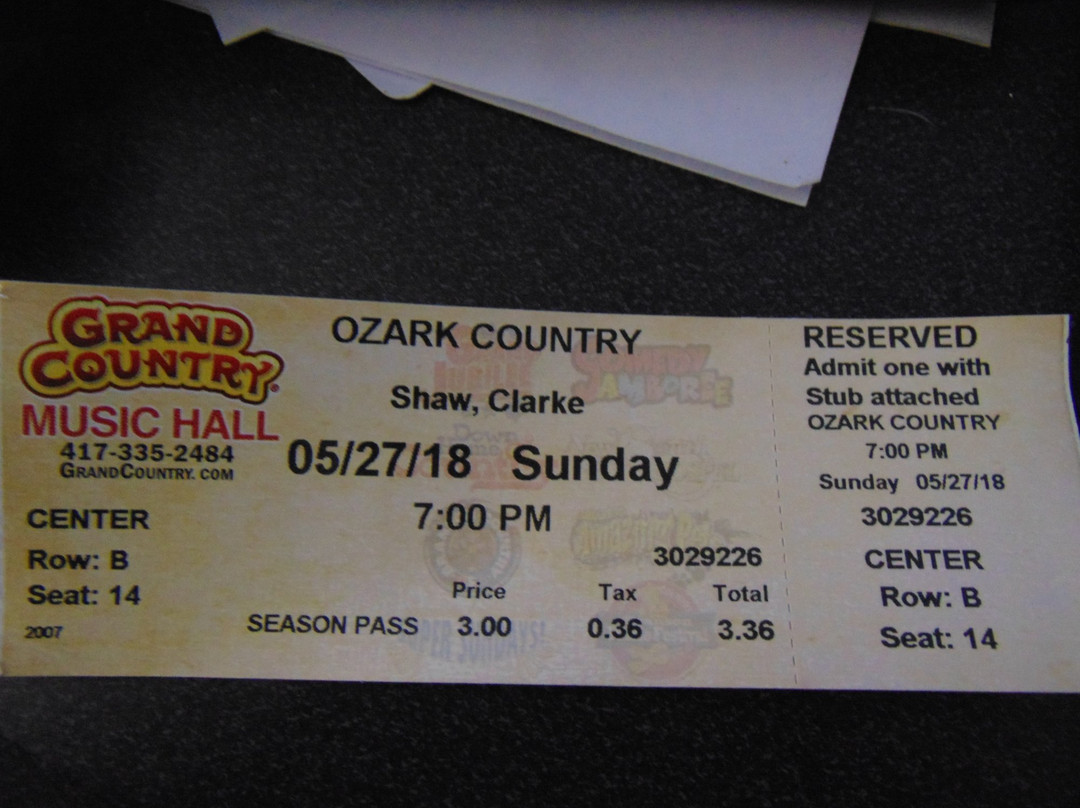 GRAND
COUNTRY
MUSIC HALL
417-335-2484
GRANDCOUNTRY.COM
CENTER
Row: B
Seat: 14
2007
OZARK COUNTRY
Shaw, Clarke
05/27/18 Sunday
7:00 PM
3029226
Price Tax Total
SEASON PASS 3.00 0.36 3.36
COMEDY
JAMBOREE
RESERVED
Admit one with
Stub attached
OZARK COUNTRY
7:00 PM
Sunday 05/27/18
3029226
CENTER
Row: B
Seat: 14